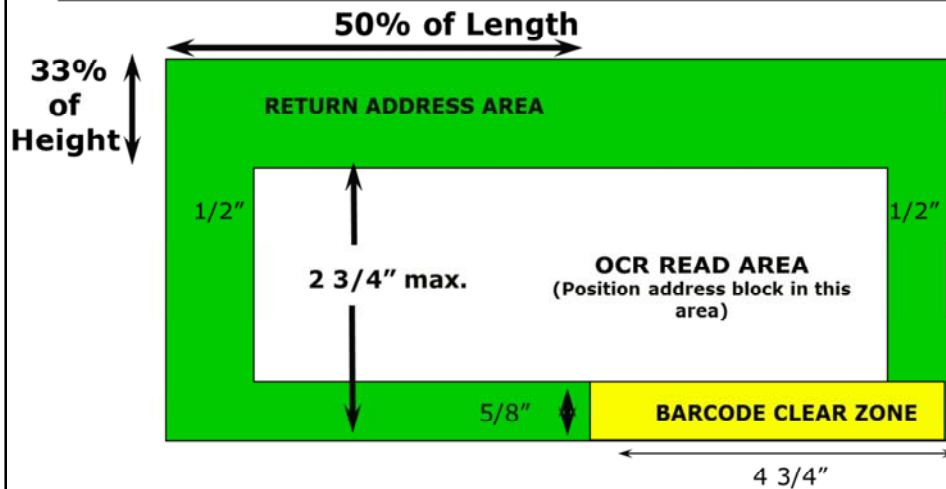 50% of Length
33%
of
Height
RETURN ADDRESS AREA
1/2”
1/2”
2 3/4” max.
OCR READ AREA
(Position address block in this
area)
5/8”
BARCODE CLEAR ZONE
4 3/4”